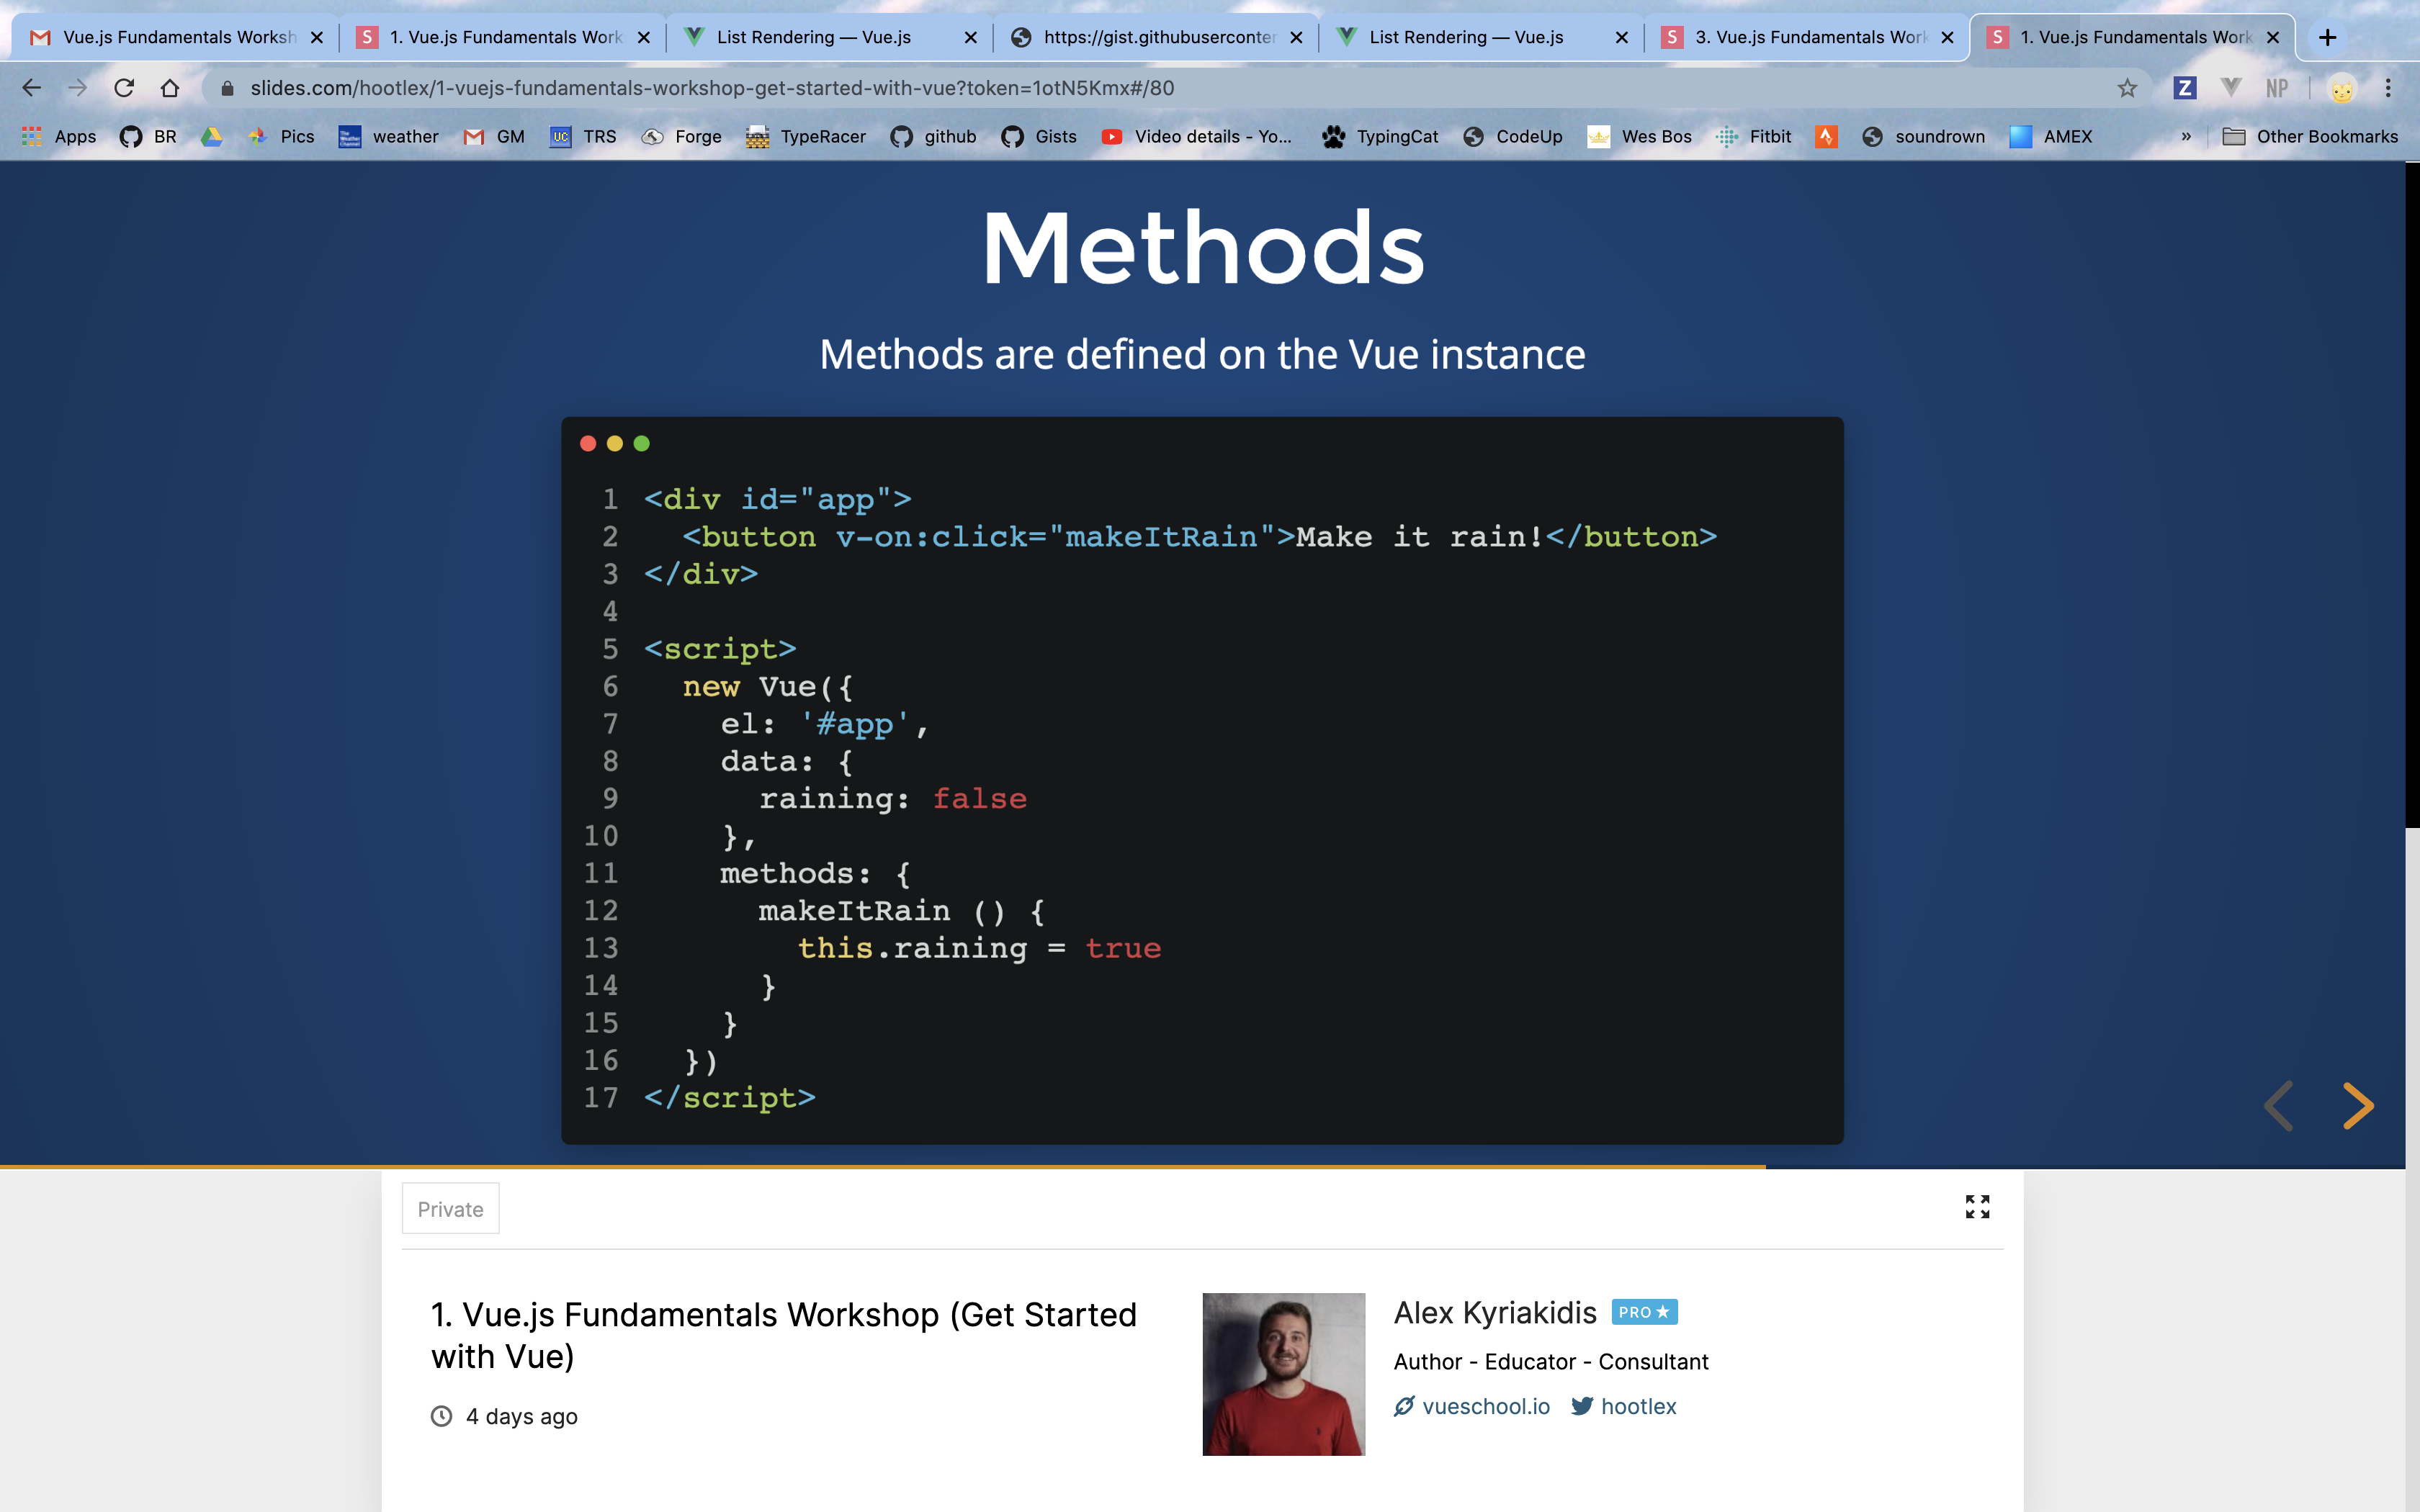 Vue.js Fundamentals Worksh
1. Vue.js Fundamentals Work
List Rendering — Vue.js
https://gist.githubuserconter
List Rendering — Vue.js
3. Vue.js Fundamentals Work
1. Vue.js Fundamentals Work
slides.com/hootlex/1-vuejs-fundamentals-workshop-get-started-with-vue?token=1otN5Kmx#/80
Z
NP
Apps
BR
Pics
weather
GM
UC
TRS
Forge
TypeRacer
github
Gists
Video details - Yo...
TypingCat
CodeUp
Wes Bos
Fitbit
soundrown
AMEX
»
Other Bookmarks
Methods
Methods are defined on the Vue instance
1 <div id="app">
2   <button v-on:click="makeItRain">Make it rain!</button>
3 </div>
4
5 <script>
6   new Vue({
7     el: '#app',
8     data: {
9       raining: false
10     },
11     methods: {
12       makeItRain () {
13         this.raining = true
14       }
15     }
16   })
17 </script>
Private
1. Vue.js Fundamentals Workshop (Get Started
with Vue)
4 days ago
Alex Kyriakidis PRO
Author - Educator - Consultant
vueschool.io hootlex